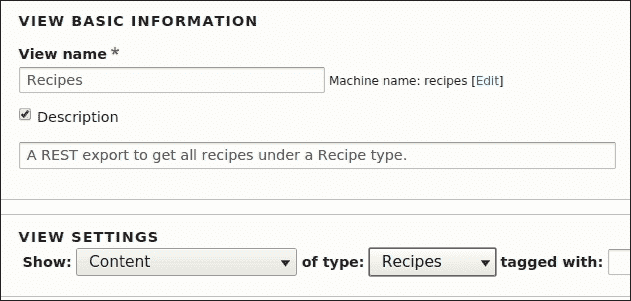 VIEW BASIC INFORMATION
View name *
Recipes Machine name: recipes [Edit]
Description
A REST export to get all recipes under a Recipe type.
VIEW SETTINGS
Show: Content of type: Recipes tagged with: